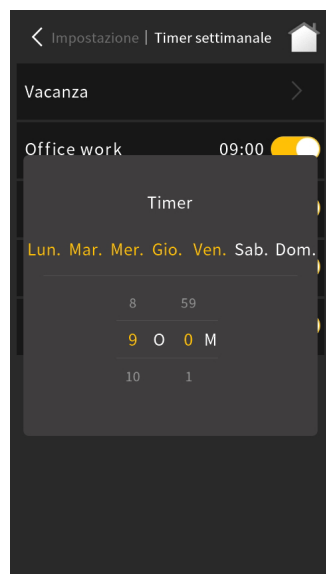 Impostazione | Timer settimanale
Vacanza
Office work 09:00
Timer
Lun. Mar. Mer. Gio. Ven. Sab. Dom.
8 59
9 O 0 M
10 1